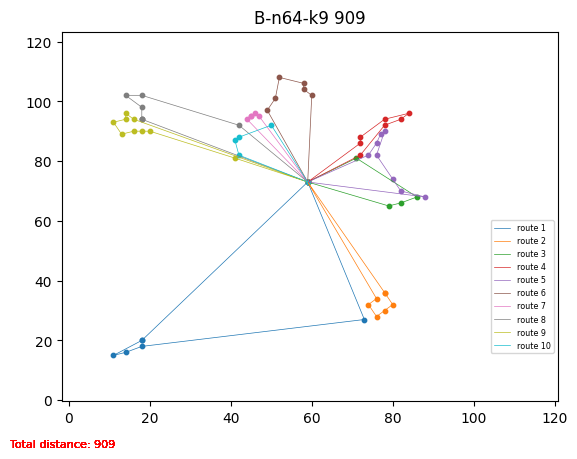 B-n64-k9 909
120
100
80
60
40
20
0
route 1
route 2
route 3
route 4
route 5
route 6
route 7
route 8
route 9
route 10
0 20 40 60 80 100 120
Total distance: 909